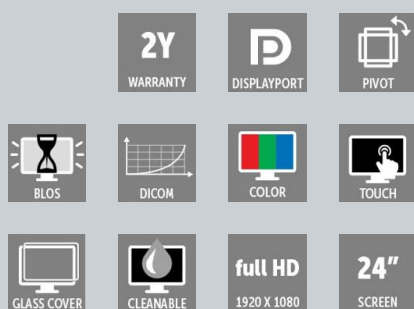 2Y
WARRANTY
DISPLAYPORT
PIVOT
BLOS
DICOM
COLOR
TOUCH
GLASS COVER
CLEANABLE
full HD
1920 X 1080
24"
SCREEN